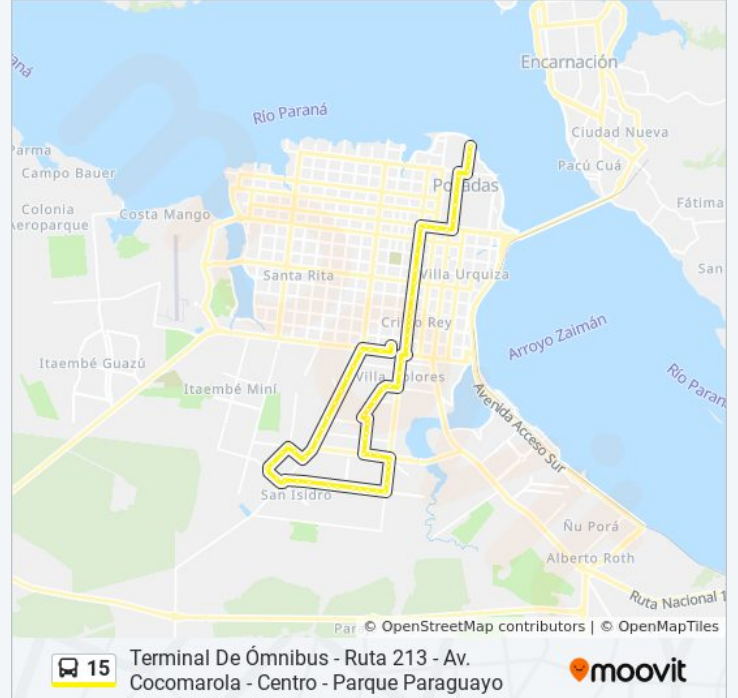 Encarnación
Río Paraná
Ciudad Nueva
Campo Bauer
Pacú Cuá
Posadas
Fátima
Colonia
Aeroparque
Costa Mango
San
Santa Rita
Villa Urquiza
Cristo Rey
Arroyo Zaimán
Itaembé Guazú
Villa Dolores
Río Paran
Itaembé Miní
Avenida Acceso Sur
San Isidro
Ñu Porá
Alberto Roth
Ruta Nacional 1
Par
© OpenStreetMap contributors | © OpenMapTiles
15
Terminal De Ómnibus - Ruta 213 - Av.
Cocomarola - Centro - Parque Paraguayo
moovit